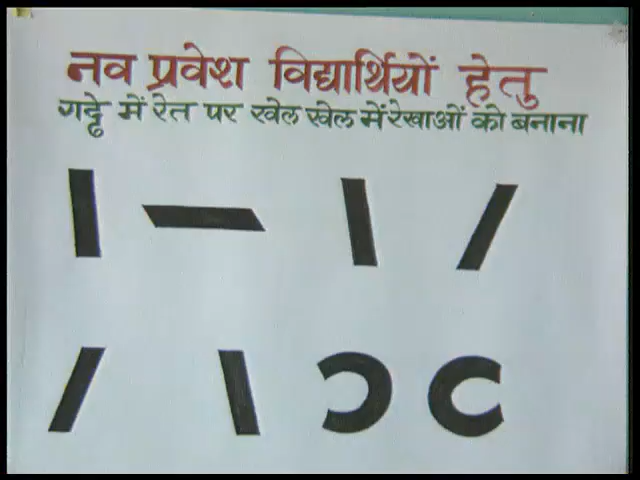 नव प्रवेश विद्यार्थियों हेतु
गड्ढे में रेत पर खेल खेल में रेखाओं को बनाना